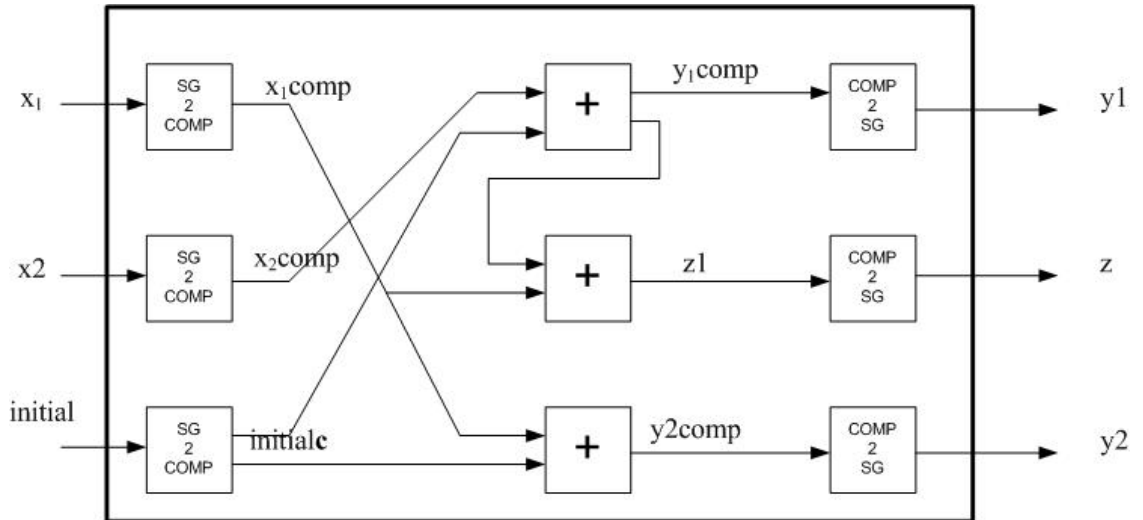 x₁
SG
2
COMP
x₁comp
+
y₁comp
COMP
2
SG
y1
x2
SG
2
COMP
x₂comp
+
z1
COMP
2
SG
z
initial
SG
2
COMP
initialc
+
y2comp
COMP
2
SG
y2